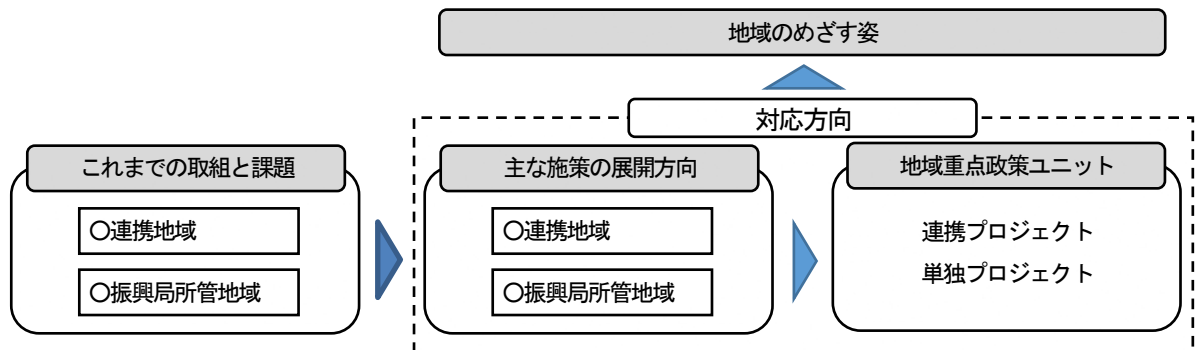 地域のめざす姿
対応方向
これまでの取組と課題
○連携地域
○振興局所管地域
主な施策の展開方向
○連携地域
○振興局所管地域
地域重点政策ユニット
連携プロジェクト
単独プロジェクト